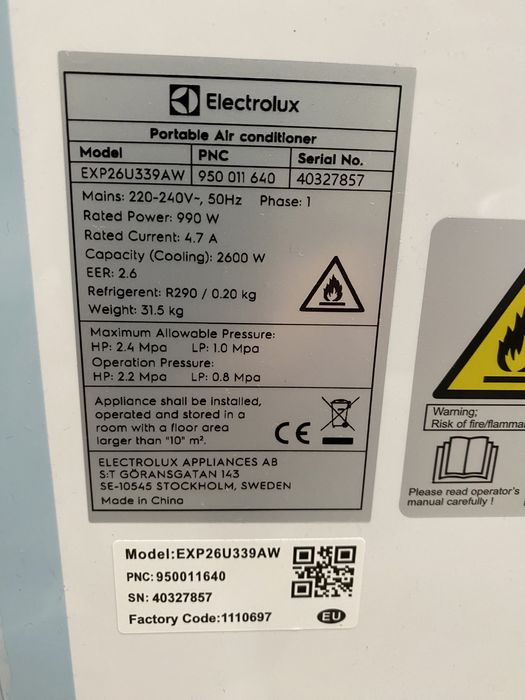 Electrolux
Portable Air conditioner
Model PNC Serial No.
EXP26U339AW 950 011 640 40327857
Mains: 220-240V~, 50Hz Phase: 1
Rated Power: 990 W
Rated Current: 4.7 A
Capacity (Cooling): 2600 W
EER: 2.6
Refrigerent: R290 / 0.20 kg
Weight: 31.5 kg
Maximum Allowable Pressure:
HP: 2.4 Mpa LP: 1.0 Mpa
Operation Pressure:
HP: 2.2 Mpa LP: 0.8 Mpa
Appliance shall be installed,
operated and stored in a
room with a floor area
larger than "10" m².
CE
ELECTROLUX APPLIANCES AB
S:T GÖRANSGATAN 143
SE-10545 STOCKHOLM, SWEDEN
Made in China
Model:EXP26U339AW
PNC:950011640
SN: 40327857
Factory Code:1110697
EU
Warning;
Risk of fire/flamma
Please read operator's
manual carefully !